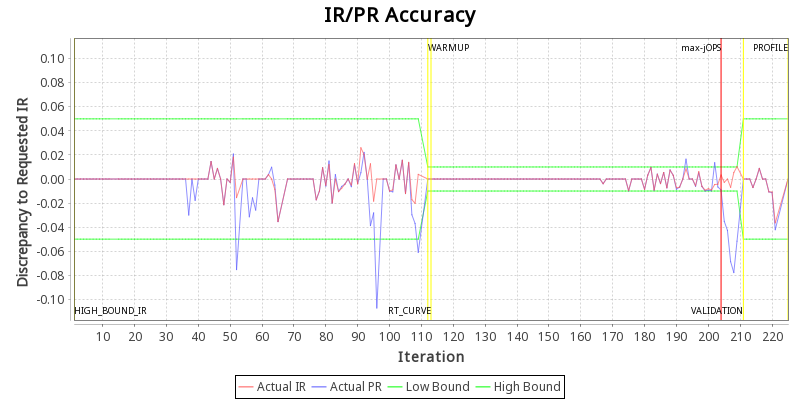 IR/PR Accuracy
WARMUP
max-jOPS
PROFILE
0.10
0.08
0.06
0.04
0.02
0.00
-0.02
-0.04
-0.06
-0.08
-0.10
Discrepancy to Requested IR
HIGH_BOUND_IR
RT_CURVE
VALIDATION
10 20 30 40 50 60 70 80 90 100 110 120 130 140 150 160 170 180 190 200 210 220
Iteration
Actual IR Actual PR Low Bound High Bound